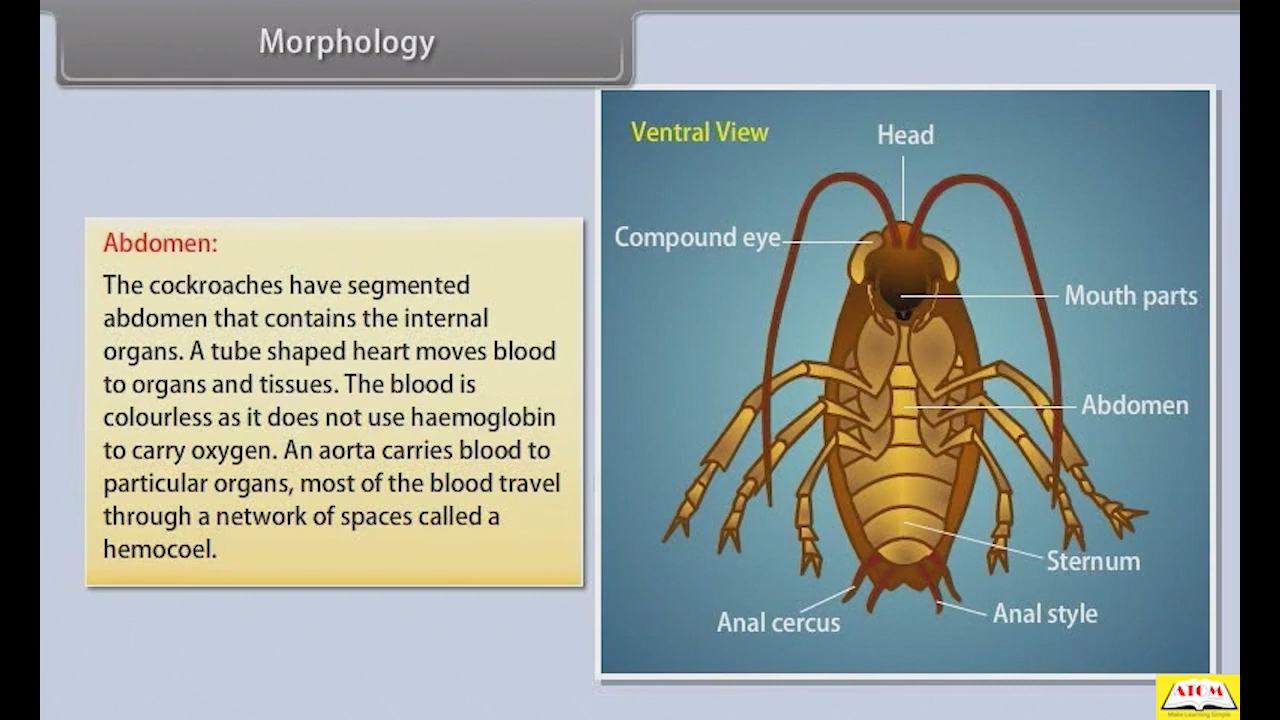 Morphology
Abdomen:
The cockroaches have segmented
abdomen that contains the internal
organs. A tube shaped heart moves blood
to organs and tissues. The blood is
colourless as it does not use haemoglobin
to carry oxygen. An aorta carries blood to
particular organs, most of the blood travel
through a network of spaces called a
hemocoel.
Ventral View
Head
Compound eye
Mouth parts
Abdomen
Sternum
Anal style
Anal cercus
ATOM
Make Learning Simple